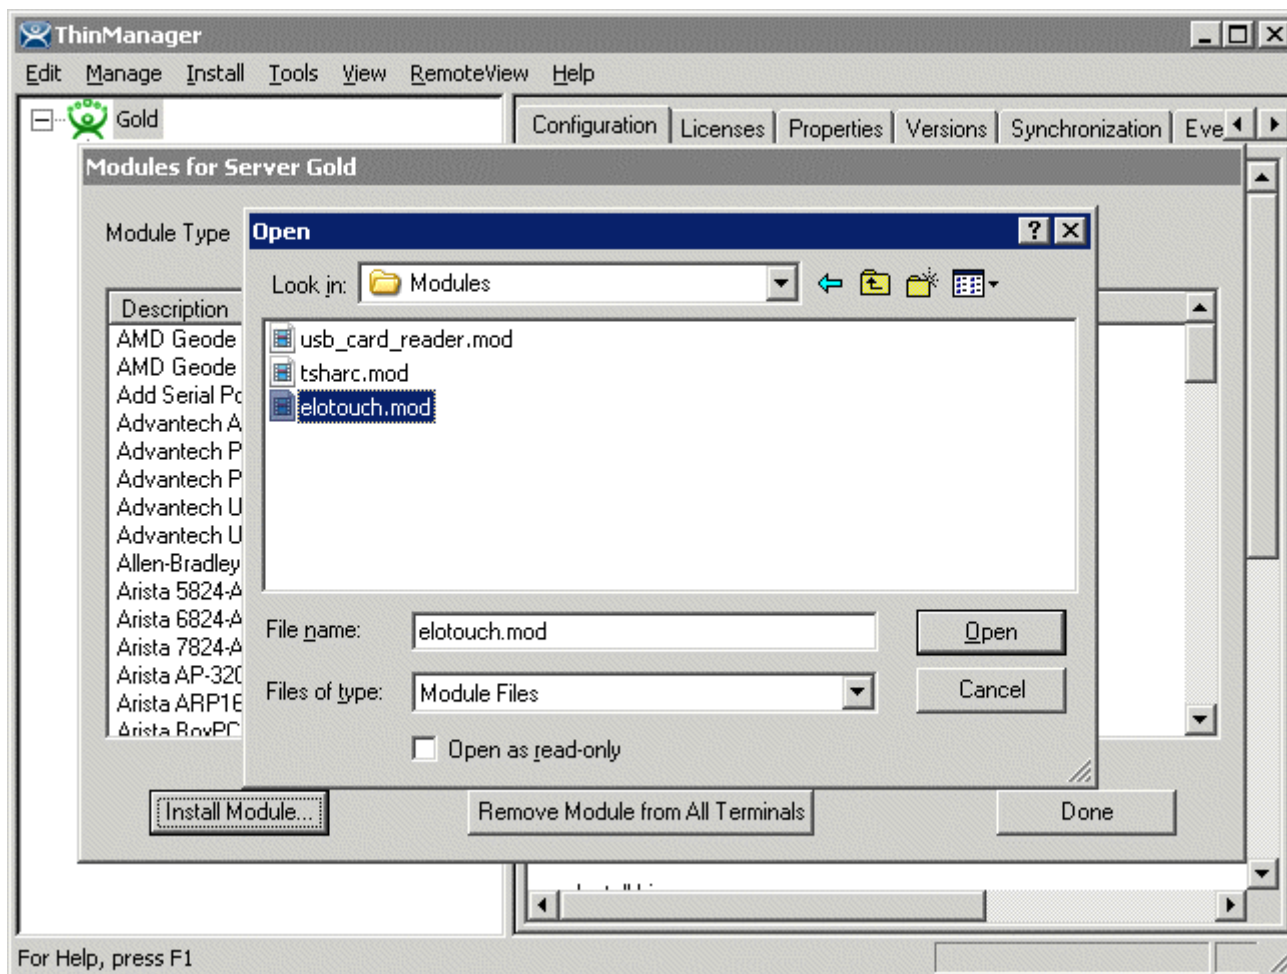 ThinManager
Edit Manage Install Tools View RemoteView Help
Gold
Configuration Licenses Properties Versions Synchronization Eve
Modules for Server Gold
Module Type
Open
Look in: Modules
Description
AMD Geode
AMD Geode
Add Serial Po
Advantech A
Advantech P
Advantech P
Advantech U
Advantech U
Allen-Bradley
Arista 5824-A
Arista 6824-A
Arista 7824-A
Arista AP-320
Arista ARP16
Arista BoxPC
usb_card_reader.mod
tsharc.mod
elotouch.mod
File name: elotouch.mod Open
Files of type: Module Files Cancel
Open as read-only
Install Module... Remove Module from All Terminals Done
For Help, press F1